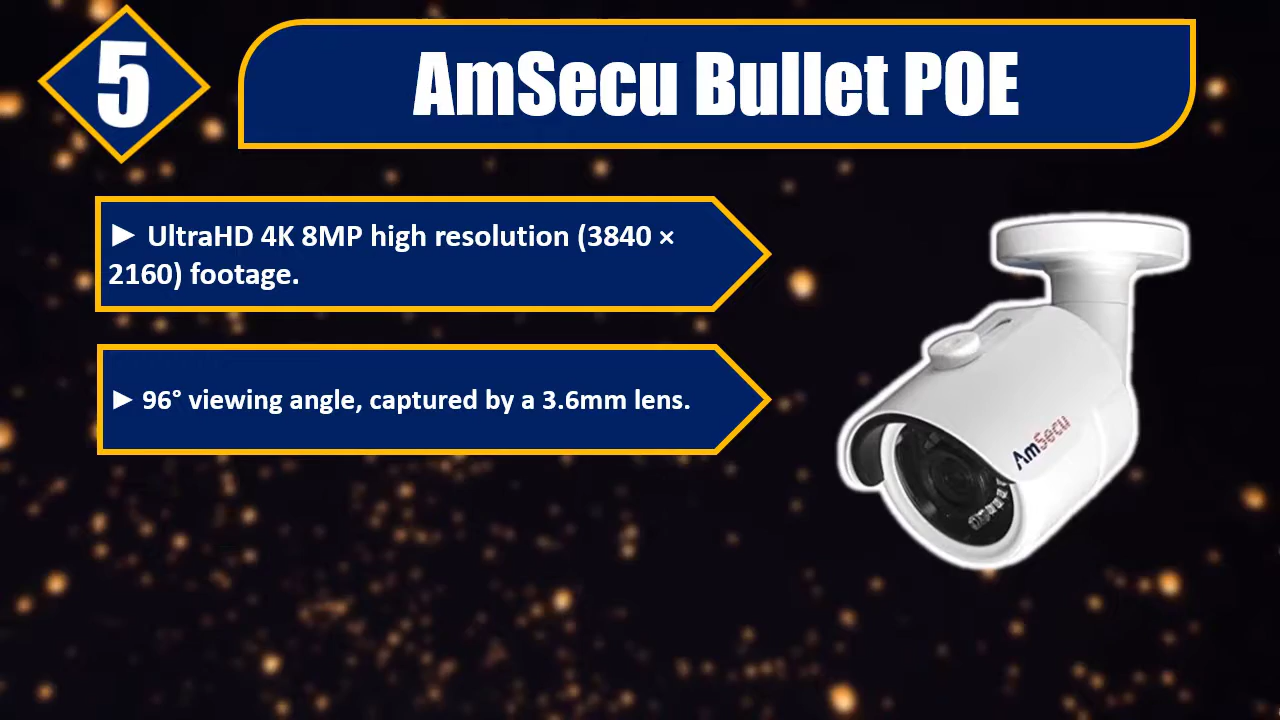 5
AmSecu Bullet POE
► UltraHD 4K 8MP high resolution (3840 ×
2160) footage.
► 96° viewing angle, captured by a 3.6mm lens.
AmSecu